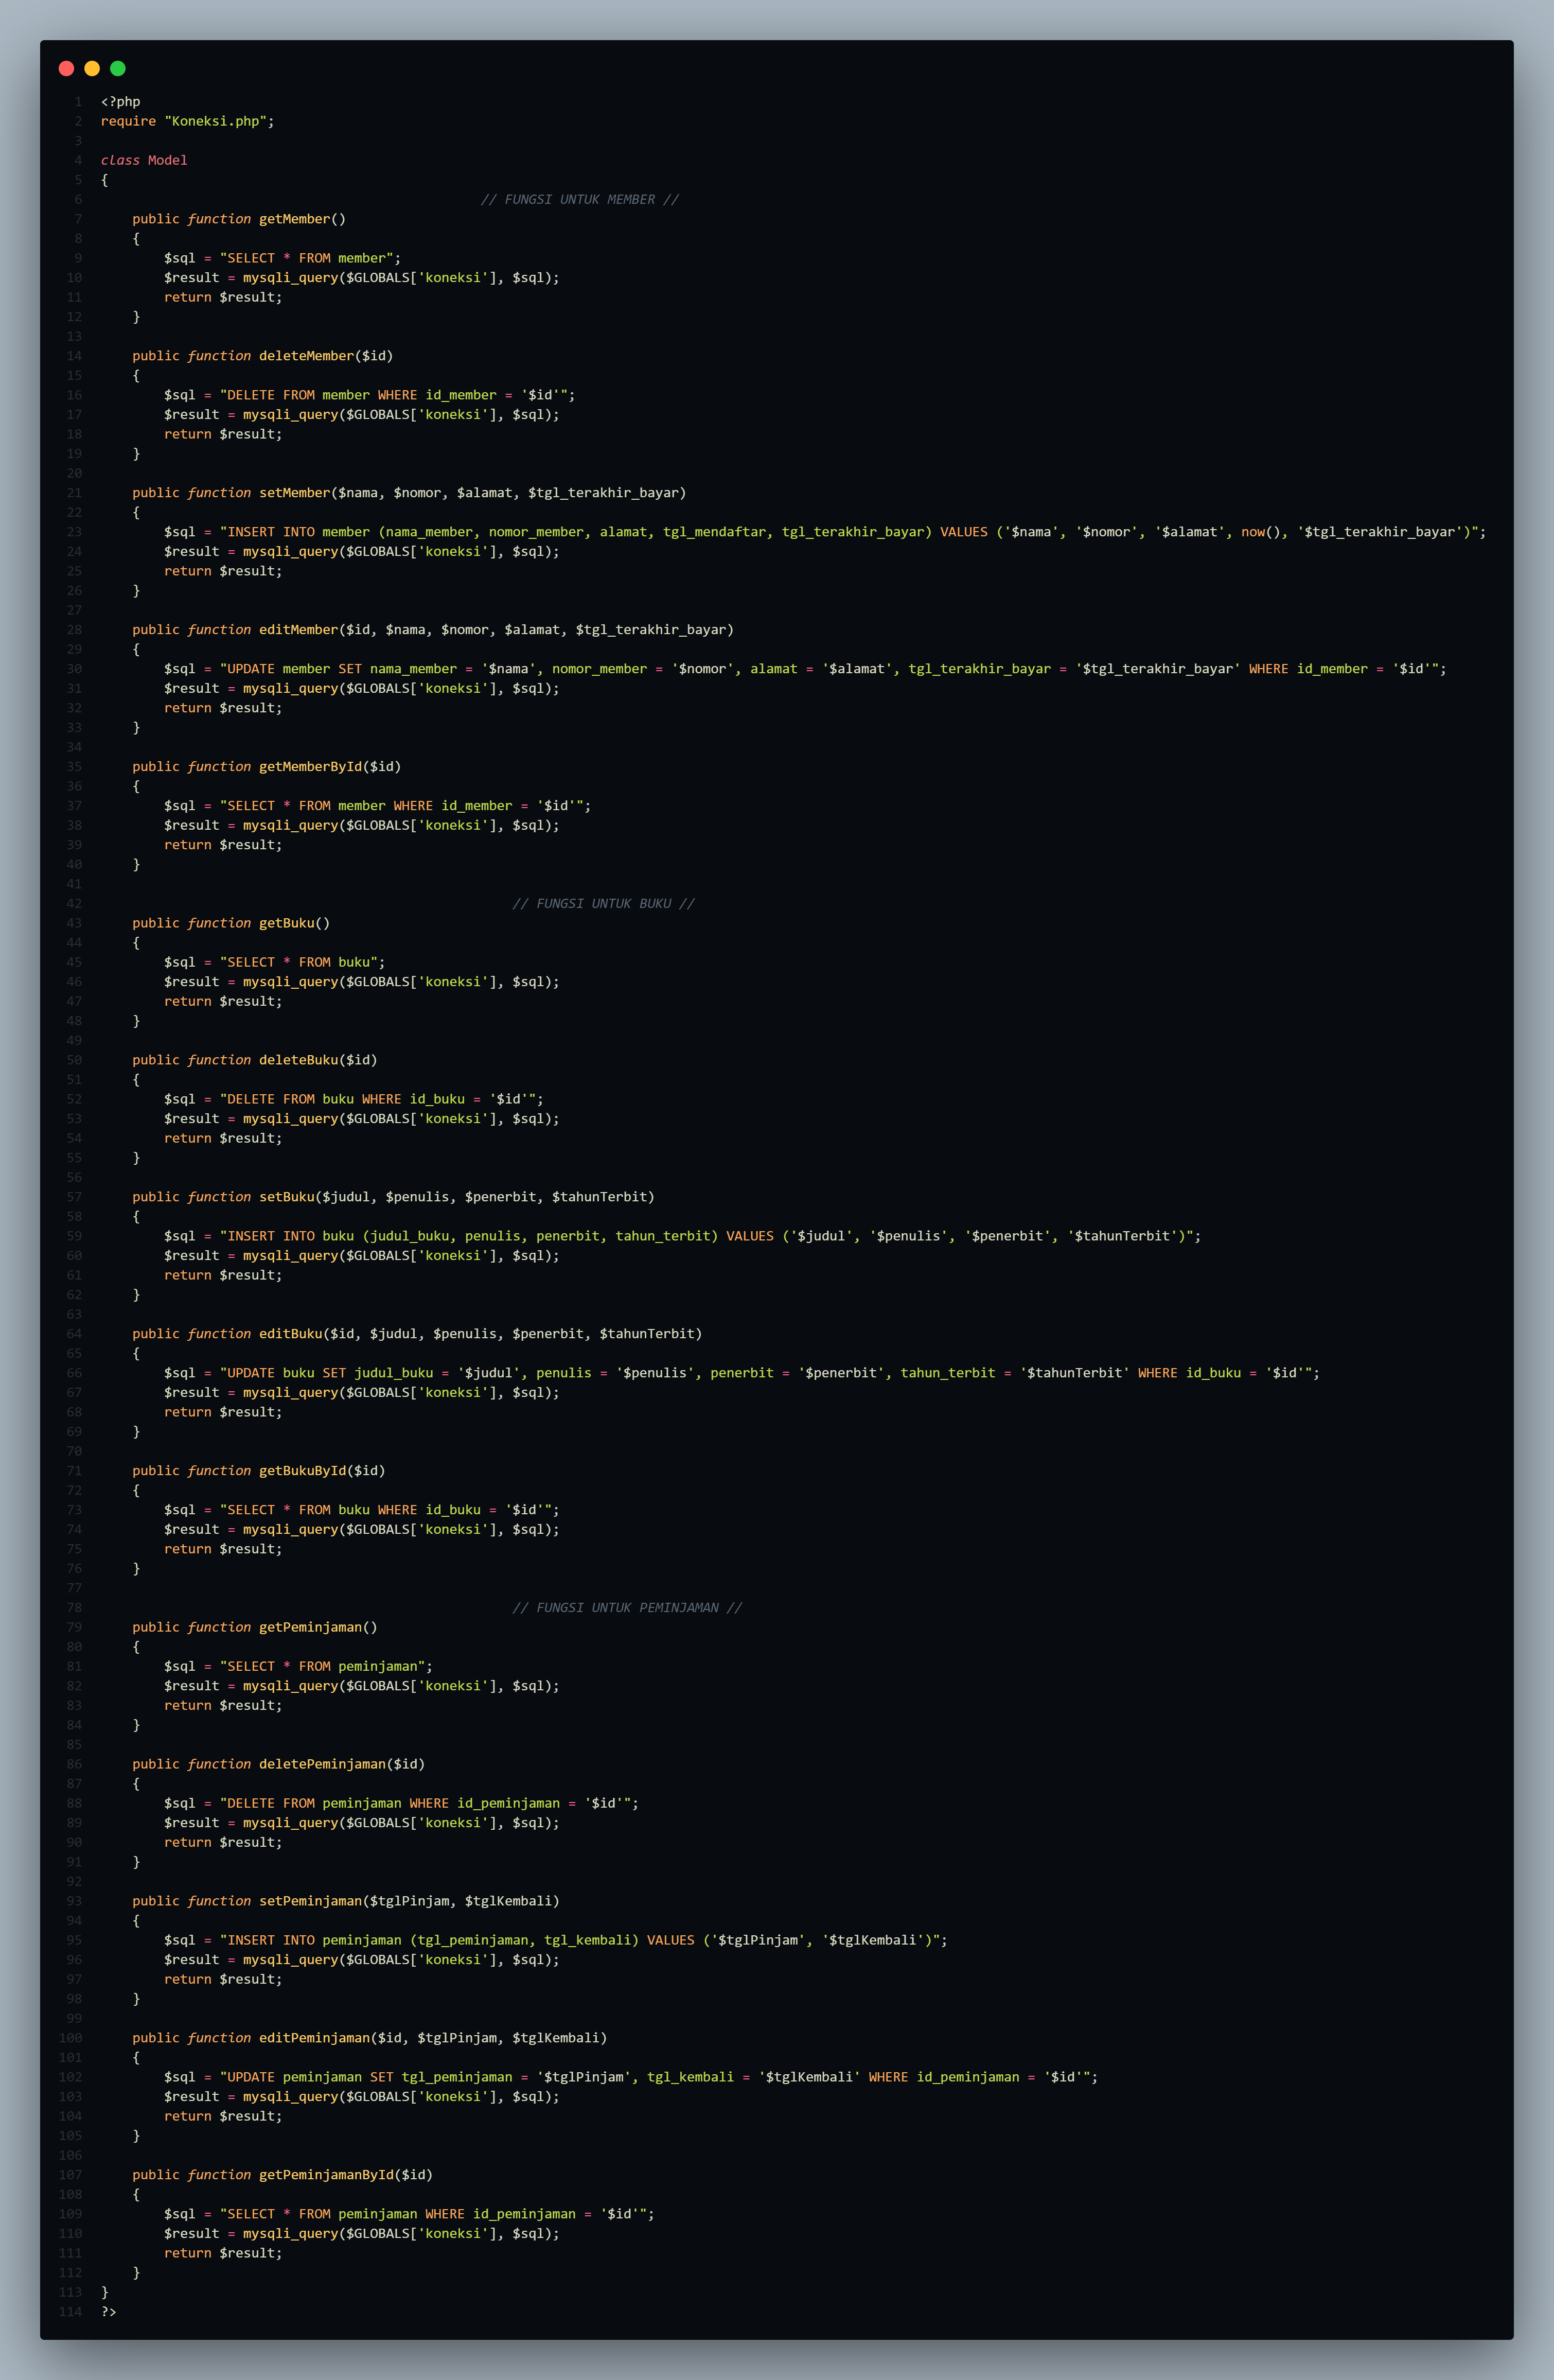 1 <?php
2 require "Koneksi.php";
3
4 class Model
5 {
6 // FUNGSI UNTUK MEMBER //
7 public function getMember()
8 {
9 $sql = "SELECT * FROM member";
10 $result = mysqli_query($GLOBALS['koneksi'], $sql);
11 return $result;
12 }
13
14 public function deleteMember($id)
15 {
16 $sql = "DELETE FROM member WHERE id_member = '$id'";
17 $result = mysqli_query($GLOBALS['koneksi'], $sql);
18 return $result;
19 }
20
21 public function setMember($nama, $nomor, $alamat, $tgl_terakhir_bayar)
22 {
23 $sql = "INSERT INTO member (nama_member, nomor_member, alamat, tgl_mendaftar, tgl_terakhir_bayar) VALUES ('$nama', '$nomor', '$alamat', now(), '$tgl_terakhir_bayar')";
24 $result = mysqli_query($GLOBALS['koneksi'], $sql);
25 return $result;
26 }
27
28 public function editMember($id, $nama, $nomor, $alamat, $tgl_terakhir_bayar)
29 {
30 $sql = "UPDATE member SET nama_member = '$nama', nomor_member = '$nomor', alamat = '$alamat', tgl_terakhir_bayar = '$tgl_terakhir_bayar' WHERE id_member = '$id'";
31 $result = mysqli_query($GLOBALS['koneksi'], $sql);
32 return $result;
33 }
34
35 public function getMemberById($id)
36 {
37 $sql = "SELECT * FROM member WHERE id_member = '$id'";
38 $result = mysqli_query($GLOBALS['koneksi'], $sql);
39 return $result;
40 }
41
42 // FUNGSI UNTUK BUKU //
43 public function getBuku()
44 {
45 $sql = "SELECT * FROM buku";
46 $result = mysqli_query($GLOBALS['koneksi'], $sql);
47 return $result;
48 }
49
50 public function deleteBuku($id)
51 {
52 $sql = "DELETE FROM buku WHERE id_buku = '$id'";
53 $result = mysqli_query($GLOBALS['koneksi'], $sql);
54 return $result;
55 }
56
57 public function setBuku($judul, $penulis, $penerbit, $tahunTerbit)
58 {
59 $sql = "INSERT INTO buku (judul_buku, penulis, penerbit, tahun_terbit) VALUES ('$judul', '$penulis', '$penerbit', '$tahunTerbit')";
60 $result = mysqli_query($GLOBALS['koneksi'], $sql);
61 return $result;
62 }
63
64 public function editBuku($id, $judul, $penulis, $penerbit, $tahunTerbit)
65 {
66 $sql = "UPDATE buku SET judul_buku = '$judul', penulis = '$penulis', penerbit = '$penerbit', tahun_terbit = '$tahunTerbit' WHERE id_buku = '$id'";
67 $result = mysqli_query($GLOBALS['koneksi'], $sql);
68 return $result;
69 }
70
71 public function getBukuById($id)
72 {
73 $sql = "SELECT * FROM buku WHERE id_buku = '$id'";
74 $result = mysqli_query($GLOBALS['koneksi'], $sql);
75 return $result;
76 }
77
78 // FUNGSI UNTUK PEMINJAMAN //
79 public function getPeminjaman()
80 {
81 $sql = "SELECT * FROM peminjaman";
82 $result = mysqli_query($GLOBALS['koneksi'], $sql);
83 return $result;
84 }
85
86 public function deletePeminjaman($id)
87 {
88 $sql = "DELETE FROM peminjaman WHERE id_peminjaman = '$id'";
89 $result = mysqli_query($GLOBALS['koneksi'], $sql);
90 return $result;
91 }
92
93 public function setPeminjaman($tglPinjam, $tglKembali)
94 {
95 $sql = "INSERT INTO peminjaman (tgl_peminjaman, tgl_kembali) VALUES ('$tglPinjam', '$tglKembali')";
96 $result = mysqli_query($GLOBALS['koneksi'], $sql);
97 return $result;
98 }
99
100 public function editPeminjaman($id, $tglPinjam, $tglKembali)
101 {
102 $sql = "UPDATE peminjaman SET tgl_peminjaman = '$tglPinjam', tgl_kembali = '$tglKembali' WHERE id_peminjaman = '$id'";
103 $result = mysqli_query($GLOBALS['koneksi'], $sql);
104 return $result;
105 }
106
107 public function getPeminjamanById($id)
108 {
109 $sql = "SELECT * FROM peminjaman WHERE id_peminjaman = '$id'";
110 $result = mysqli_query($GLOBALS['koneksi'], $sql);
111 return $result;
112 }
113 }
114 ?>